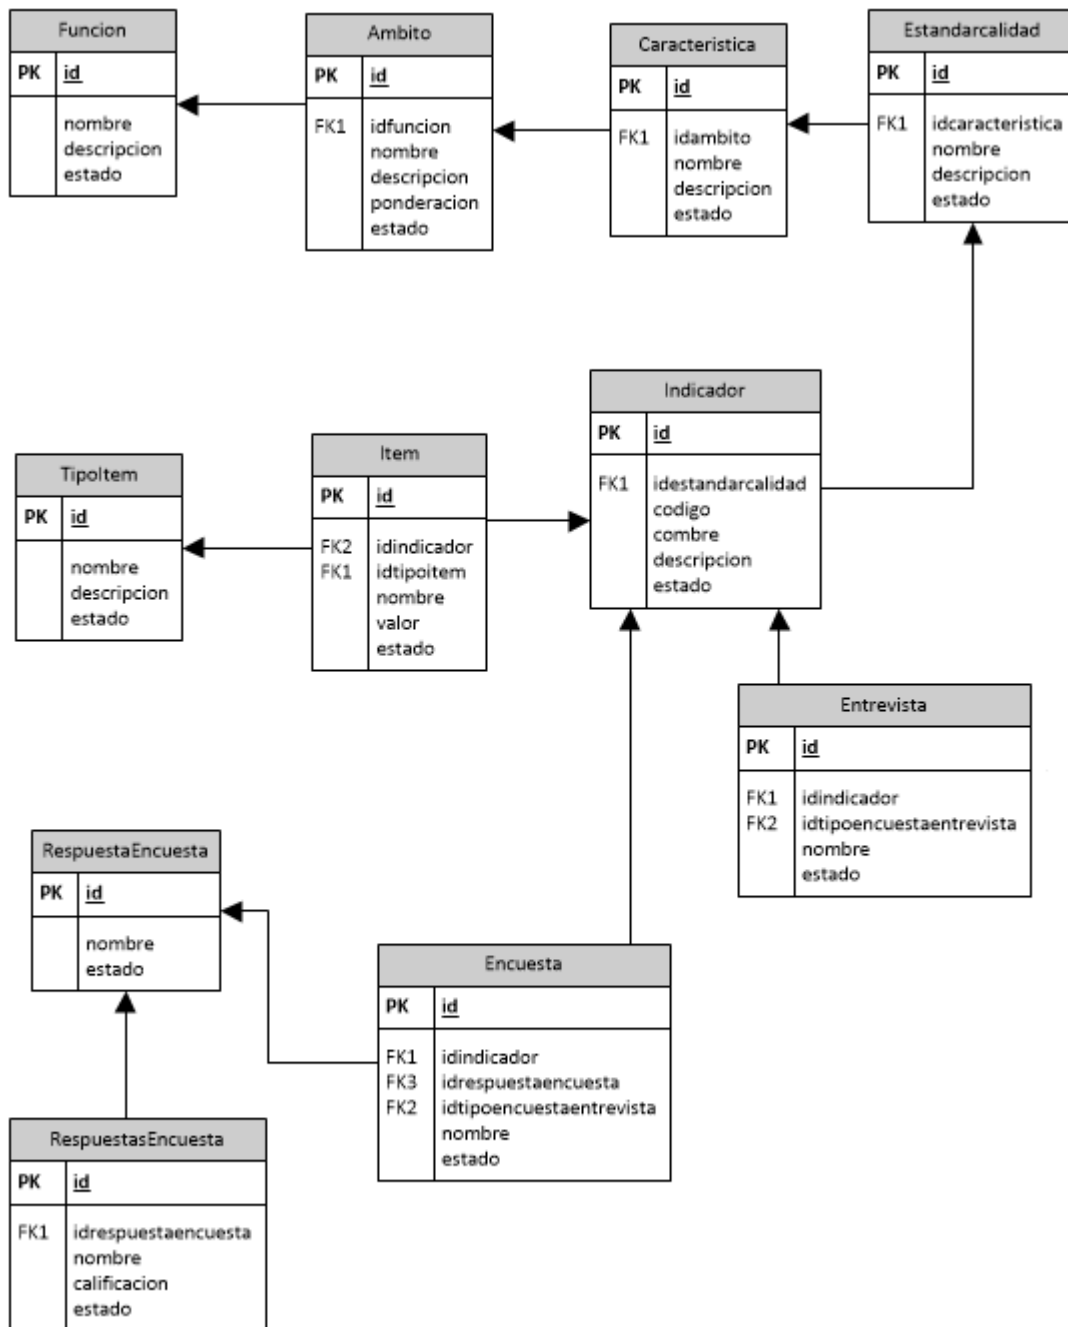 Funcion
PK id
nombre
descripcion
estado
Ambito
PK id
FK1 idfuncion
nombre
descripcion
ponderacion
estado
Caracteristica
PK id
FK1 idambito
nombre
descripcion
estado
Estandarcalidad
PK id
FK1 idcaracteristica
nombre
descripcion
estado
TipoItem
PK id
nombre
descripcion
estado
Item
PK id
FK2 idindicador
FK1 idtipoitem
nombre
valor
estado
Indicador
PK id
FK1 idestandarcalidad
codigo
combre
descripcion
estado
Entrevista
PK id
FK1 idindicador
FK2 idtipoencuestaentrevista
nombre
estado
RespuestaEncuesta
PK id
nombre
estado
Encuesta
PK id
FK1 idindicador
FK3 idrespuestaencuesta
FK2 idtipoencuestaentrevista
nombre
estado
RespuestasEncuesta
PK id
FK1 idrespuestaencuesta
nombre
calificacion
estado